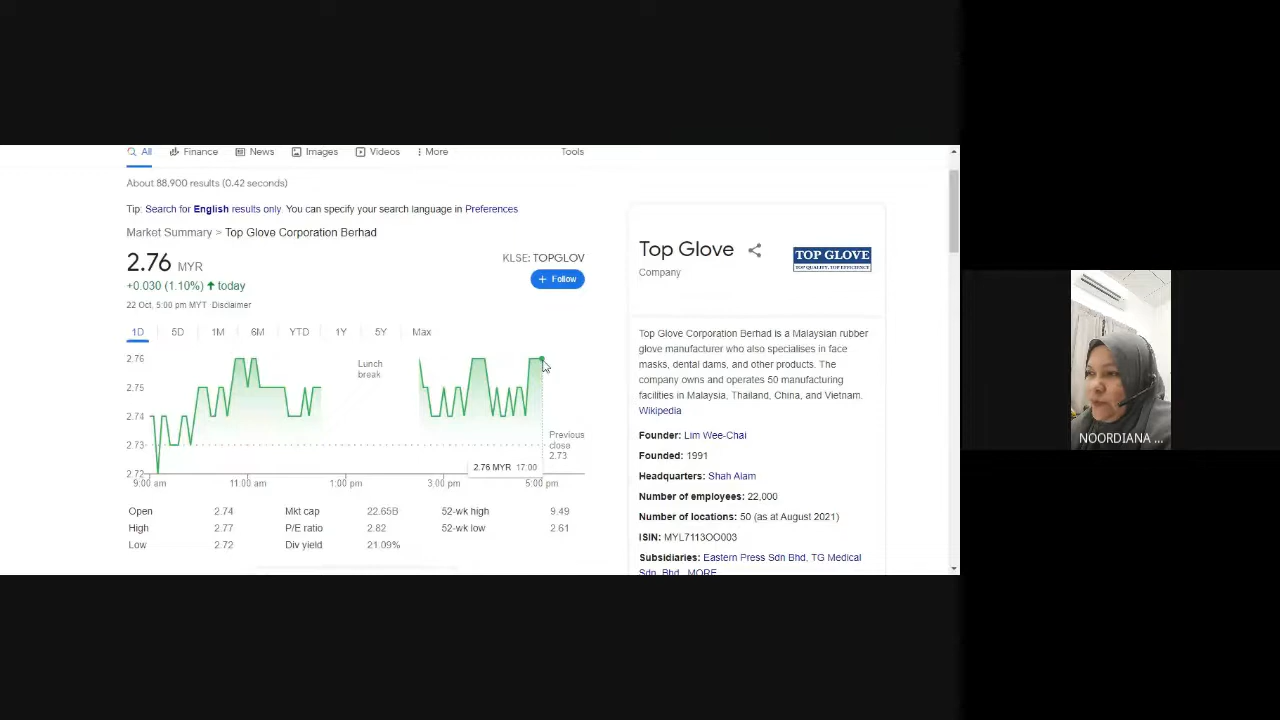 All Finance News Images Videos More Tools
About 88,900 results (0.42 seconds)
Tip: Search for English results only. You can specify your search language in Preferences
Market Summary > Top Glove Corporation Berhad
2.76 MYR
KLSE: TOPGLOV
+0.030 (1.10%) ↑ today
+ Follow
22 Oct, 5:00 pm MYT · Disclaimer
1D 5D 1M 6M YTD 1Y 5Y Max
2.76
2.75
2.74
2.73
2.72
Lunch
break
Previous
close
2.73
2.76 MYR 17:00
9:00 am 11:00 am 1:00 pm 3:00 pm 5:00 pm
Open 2.74 Mkt cap 22.65B 52-wk high 9.49
High 2.77 P/E ratio 2.82 52-wk low 2.61
Low 2.72 Div yield 21.09%
Top Glove
Company
TOP GLOVE
TOP QUALITY, TOP EFFICIENCY
Top Glove Corporation Berhad is a Malaysian rubber
glove manufacturer who also specialises in face
masks, dental dams, and other products. The
company owns and operates 50 manufacturing
facilities in Malaysia, Thailand, China, and Vietnam.
Wikipedia
Founder: Lim Wee-Chai
Founded: 1991
Headquarters: Shah Alam
Number of employees: 22,000
Number of locations: 50 (as at August 2021)
ISIN: MYL7113OO003
Subsidiaries: Eastern Press Sdn Bhd, TG Medical
Sdn. Bhd., MORE
NOORDIANA ...